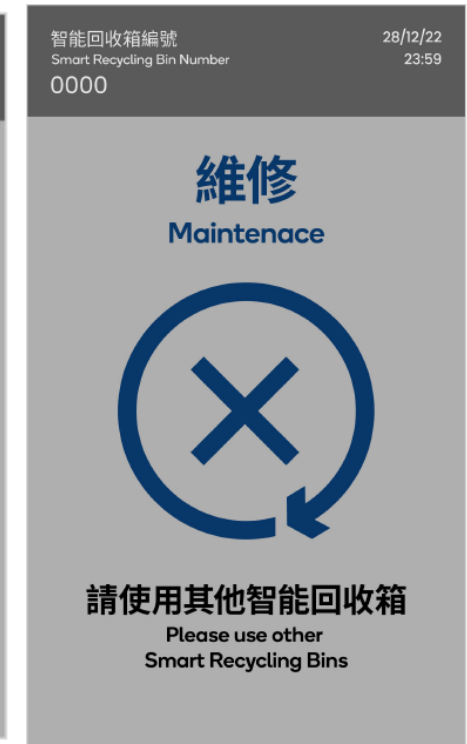 智能回收箱編號
Smart Recycling Bin Number
0000
28/12/22
23:59
維修
Maintenace
請使用其他智能回收箱
Please use other
Smart Recycling Bins